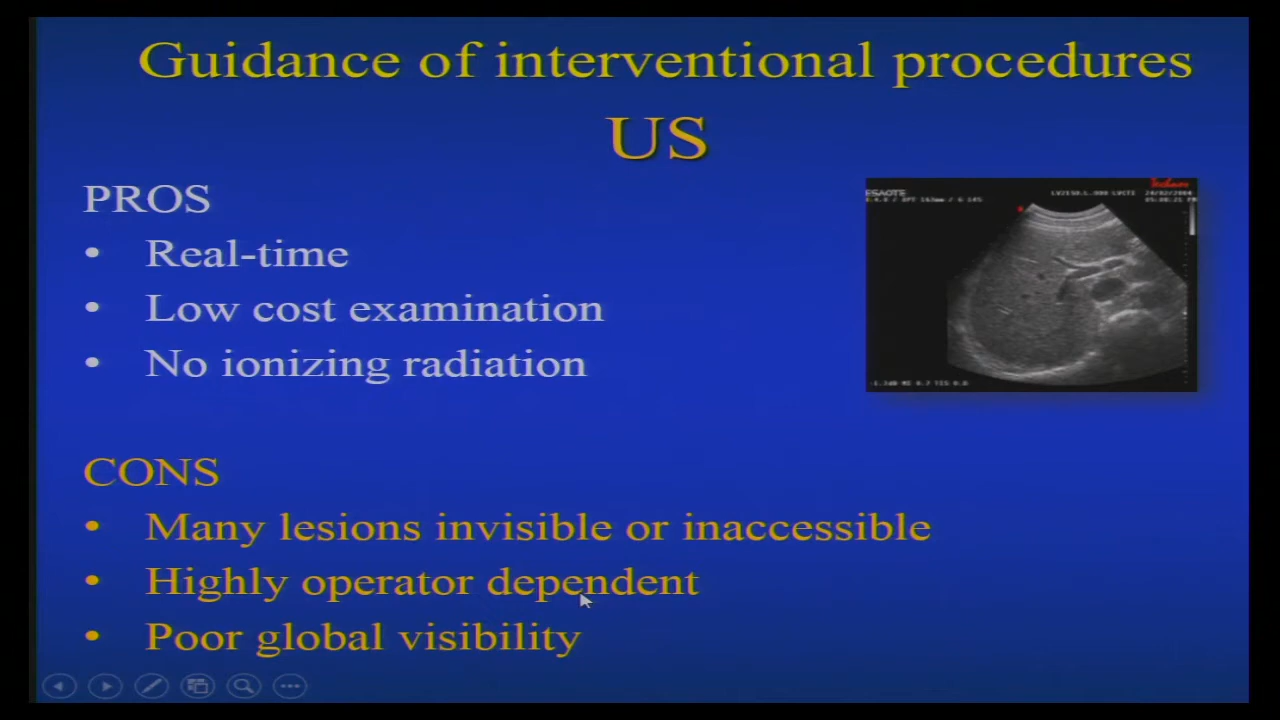 Guidance of interventional procedures
US
PROS
• Real-time
• Low cost examination
• No ionizing radiation
ESAOTE
CONS
• Many lesions invisible or inaccessible
• Highly operator dependent
• Poor global visibility